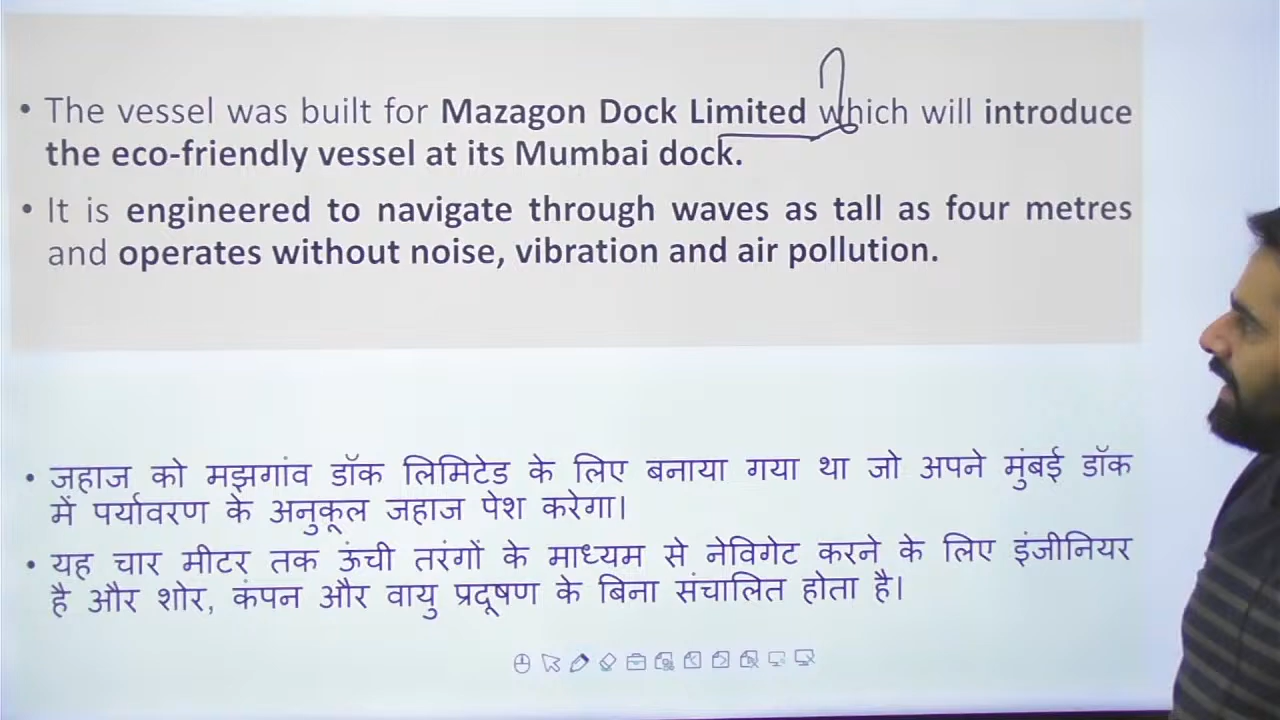 • The vessel was built for Mazagon Dock Limited which will introduce
the eco-friendly vessel at its Mumbai dock.
• It is engineered to navigate through waves as tall as four metres
and operates without noise, vibration and air pollution.
• जहाज को मझगांव डॉक लिमिटेड के लिए बनाया गया था जो अपने मुंबई डॉक
में पर्यावरण के अनुकूल जहाज पेश करेगा।
• यह चार मीटर तक ऊंची तरंगों के माध्यम से नेविगेट करने के लिए इंजीनियर
है और शोर, कंपन और वायु प्रदूषण के बिना संचालित होता है।